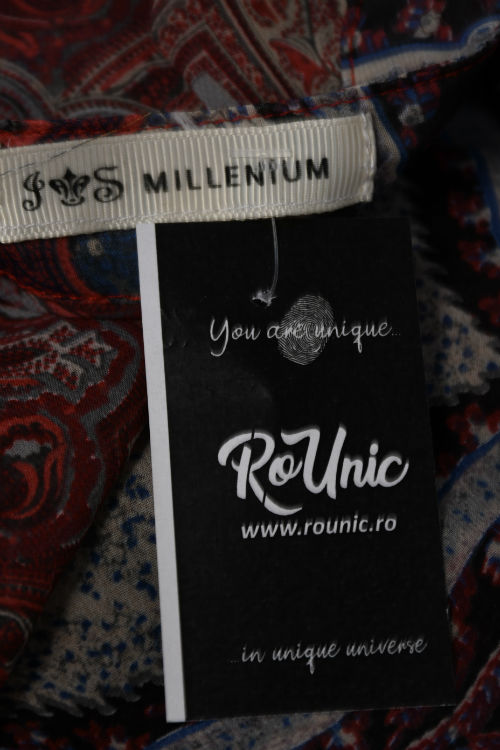 J S MILLENIUM
You are unique...
RoUnic
www.rounic.ro
...in unique universe